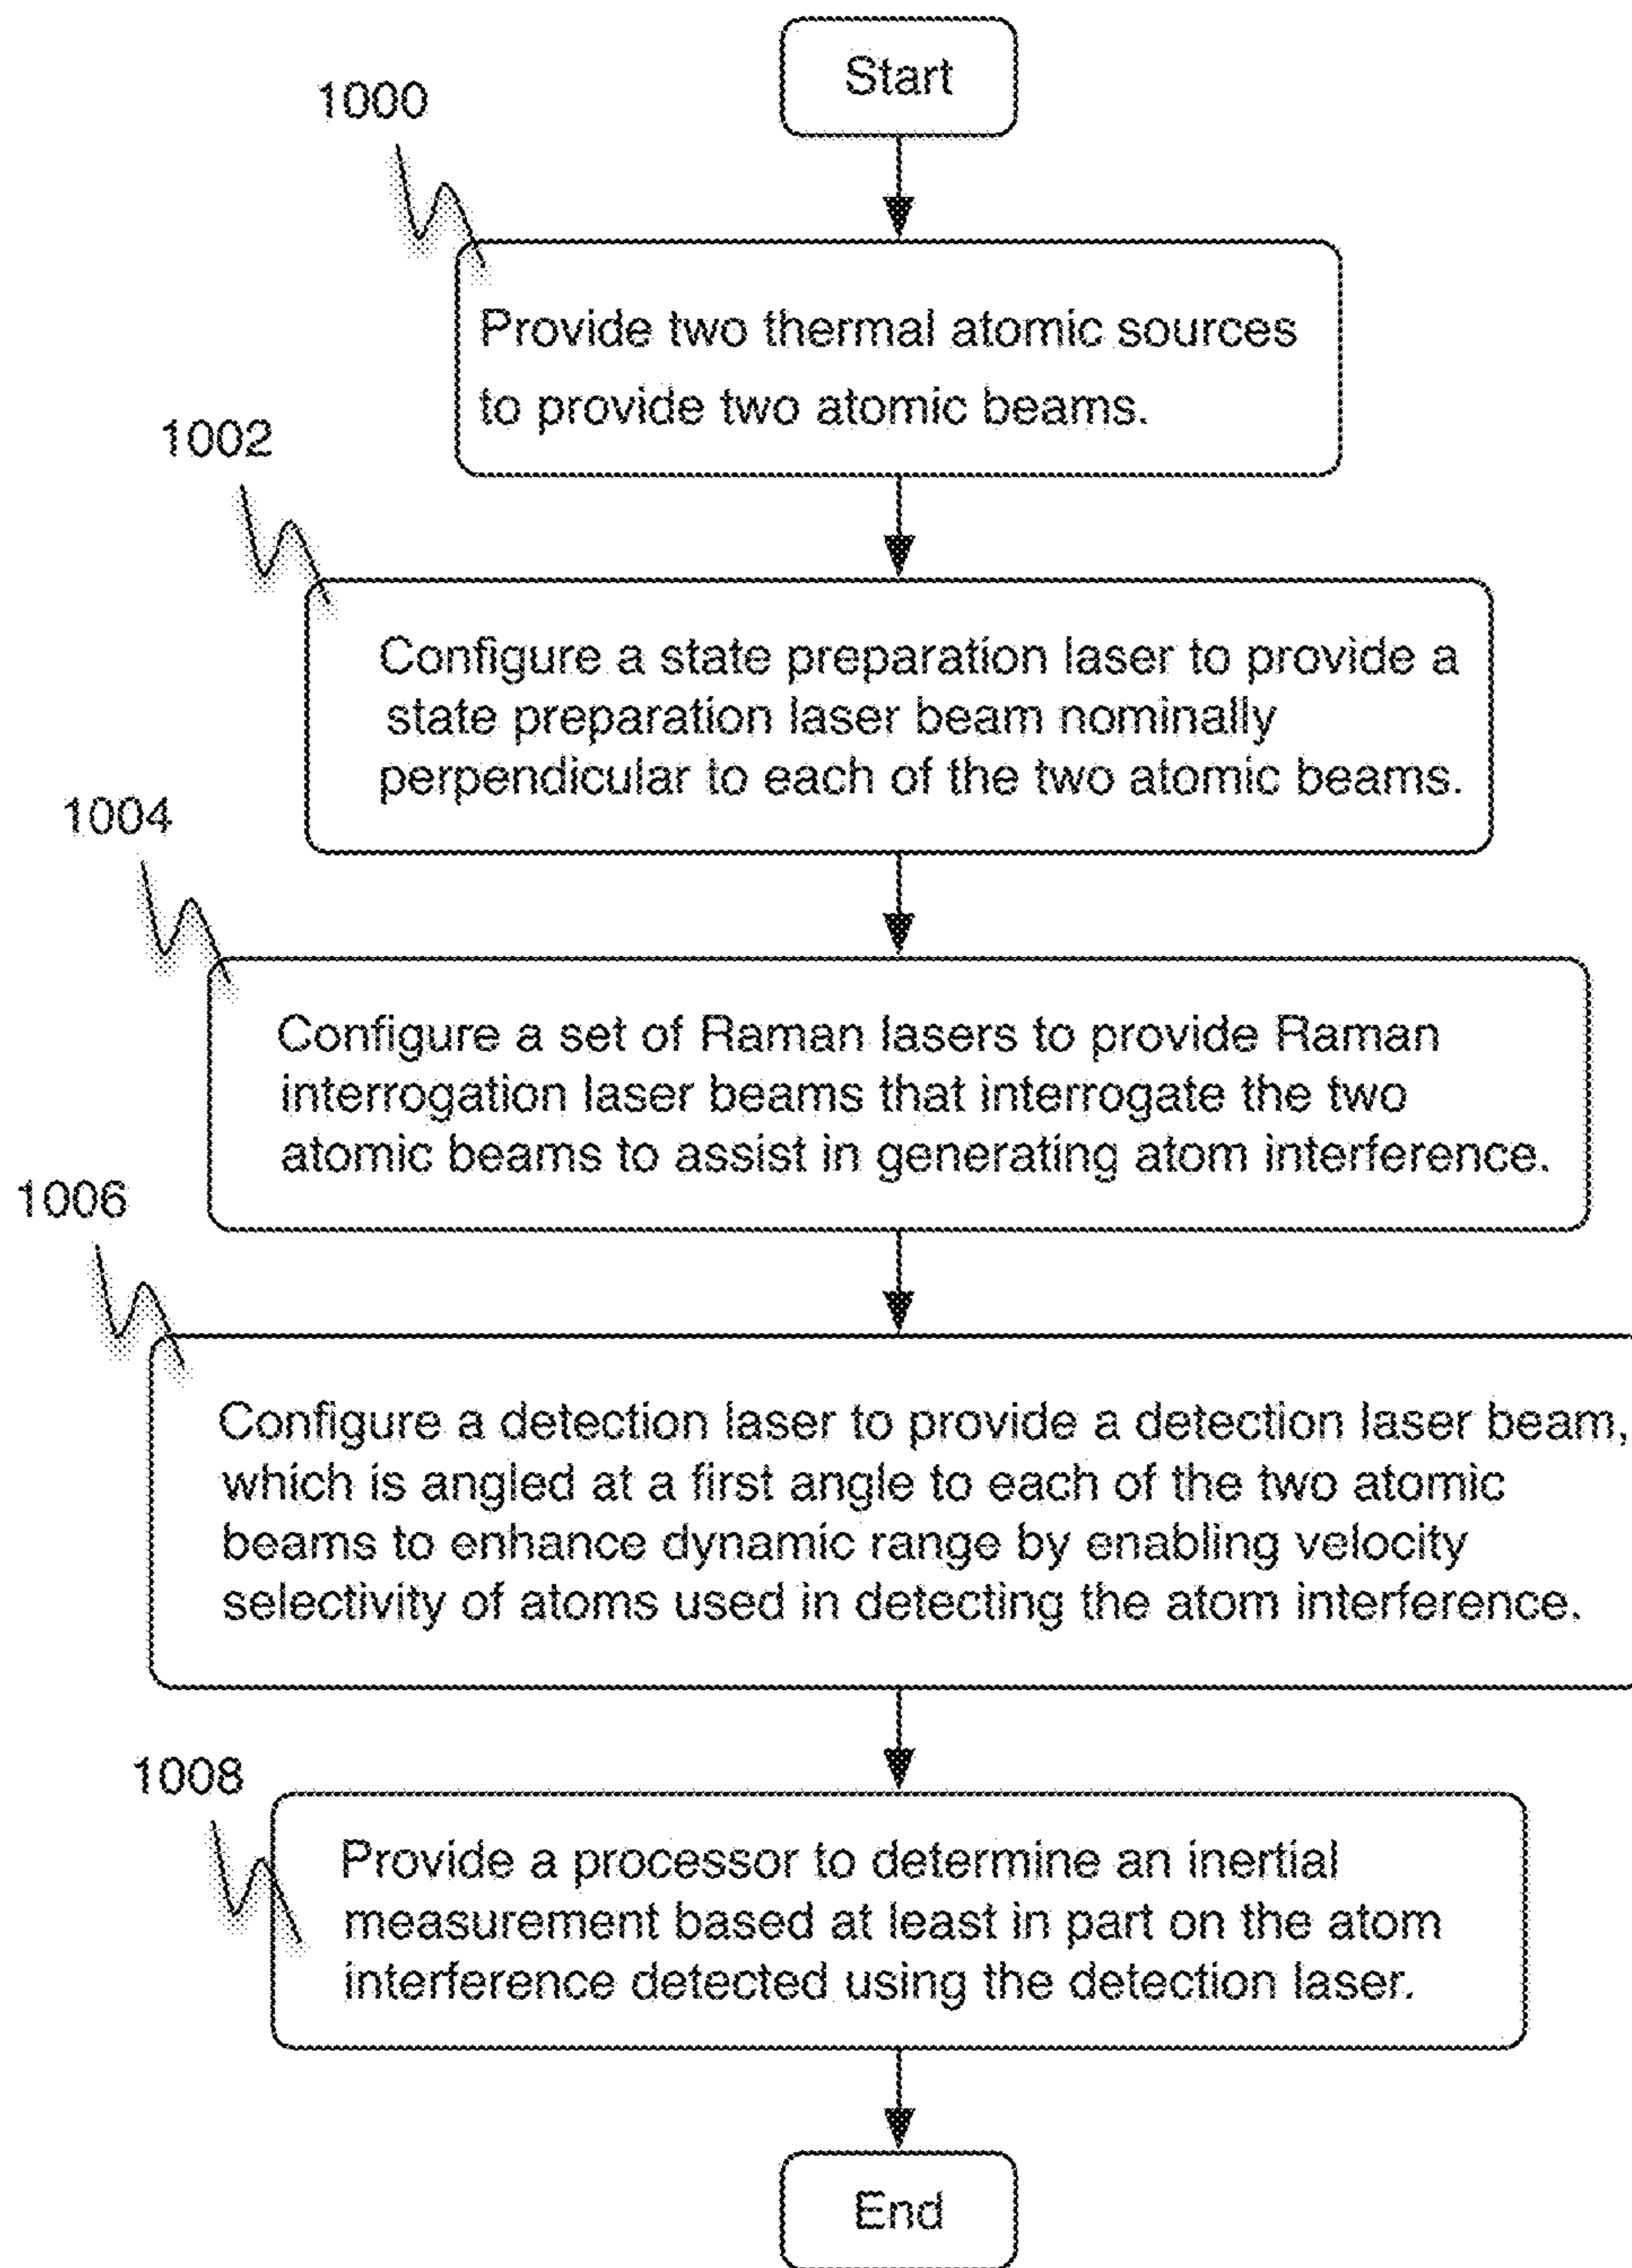 Start
1000
Provide two thermal atomic sources
to provide two atomic beams.
1002
Configure a state preparation laser to provide a
state preparation laser beam nominally
perpendicular to each of the two atomic beams.
1004
Configure a set of Raman lasers to provide Raman
interrogation laser beams that interrogate the two
atomic beams to assist in generating atom interference.
1006
Configure a detection laser to provide a detection laser beam,
which is angled at a first angle to each of the two atomic
beams to enhance dynamic range by enabling velocity
selectivity of atoms used in detecting the atom interference.
1008
Provide a processor to determine an inertial
measurement based at least in part on the atom
interference detected using the detection laser.
End